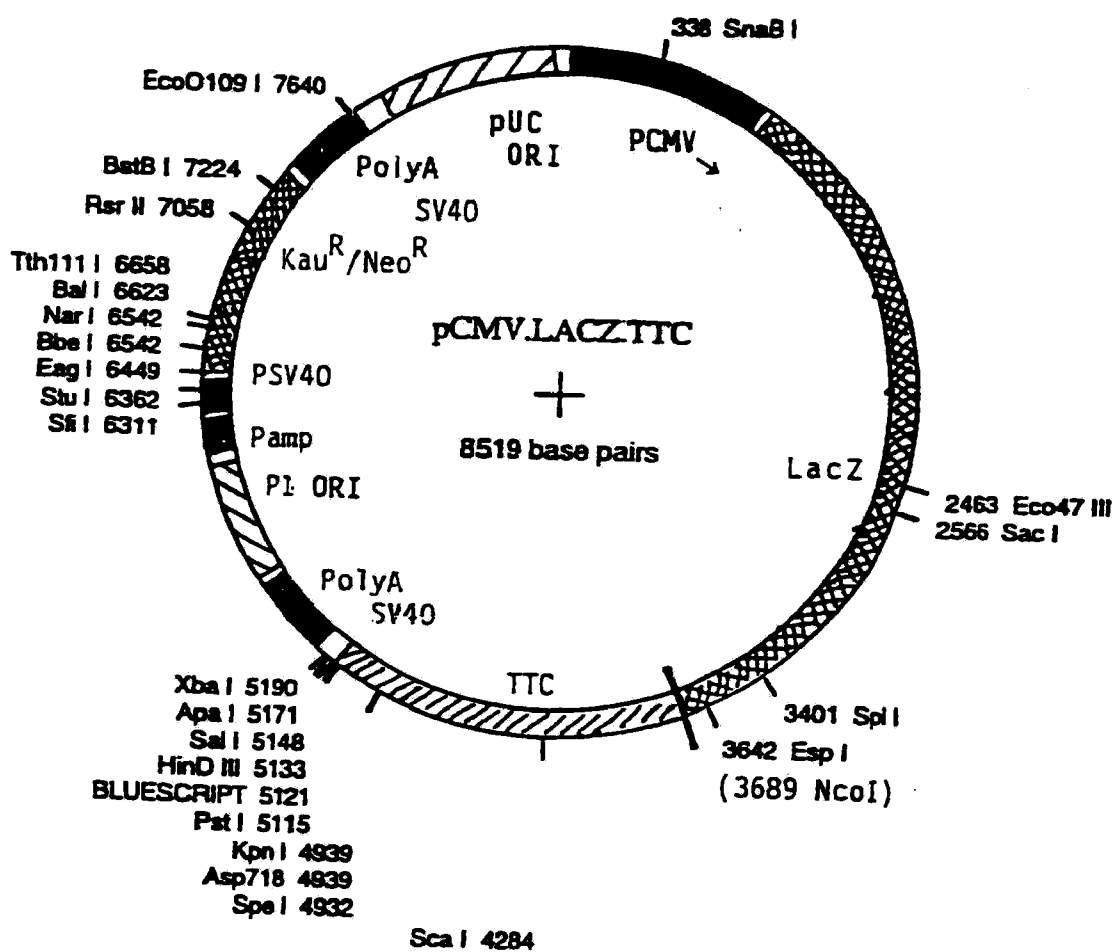 338 SnaB I
EcoO109 I 7640
pUC
ORI
PCMV
BstB I 7224
PolyA
SV40
Rsr II 7058
Kau^R/Neo^R
Tth111 I 6658
Bal I 6623
Nar I 6542
Bbe I 6542
Eag I 6449
Stu I 6362
Sfi I 6311
pCMV.LACZ.TTC
8519 base pairs
PSV40
Pamp
P1 ORI
LacZ
2463 Eco47 III
2566 Sac I
PolyA
SV40
TTC
3401 Spl I
3642 Esp I
(3689 NcoI)
Xba I 5190
Apa I 5171
Sal I 5148
HinD III 5133
BLUESCRIPT 5121
Pst I 5115
Kpn I 4939
Asp718 4939
Spe I 4932
Sca I 4284